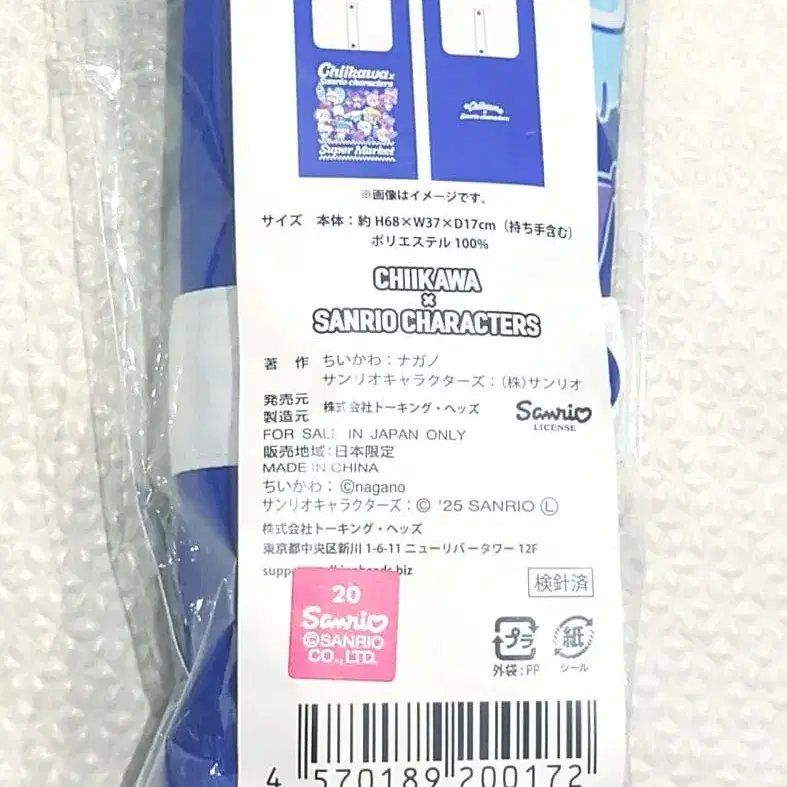 Chiikawa x
Sanrio characters
Super Market
Chiikawa
x
Sanrio characters
※画像はイメージです。
サイズ 本体：約 H68×W37×D17cm（持ち手含む）
ポリエステル 100%
CHIIKAWA
×
SANRIO CHARACTERS
著 作 ちいかわ：ナガノ
サンリオキャラクターズ：（株）サンリオ
発売元
製造元 株式会社トーキング・ヘッズ
Sanrio
LICENSE
FOR SALE IN JAPAN ONLY
販売地域：日本限定
MADE IN CHINA
ちいかわ：©nagano
サンリオキャラクターズ：© '25 SANRIO Ⓛ
株式会社トーキング・ヘッズ
東京都中央区新川 1-6-11 ニューリバータワー 12F
検針済
20
Sanrio
©SANRIO
CO., LTD.
プラ
外袋：PP
紙
シール
4 570189 200172